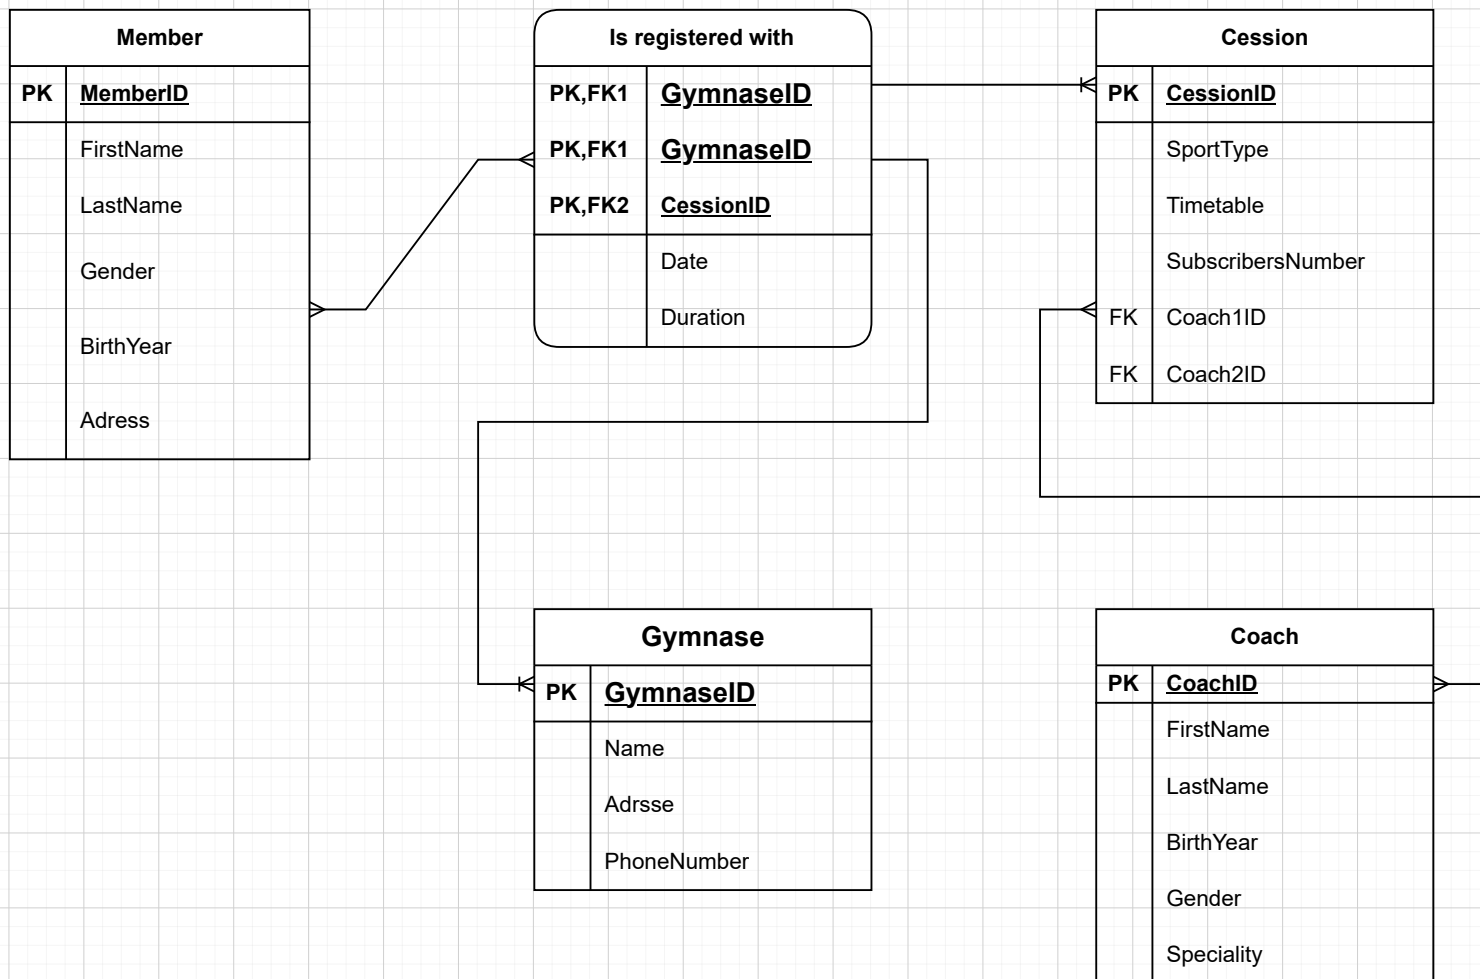 Member
PK MemberID
FirstName
LastName
Gender
BirthYear
Adress
Is registered with
PK,FK1 GymnaseID
PK,FK1 GymnaseID
PK,FK2 CessionID
Date
Duration
Cession
PK CessionID
SportType
Timetable
SubscribersNumber
FK Coach1ID
FK Coach2ID
Gymnase
PK GymnaseID
Name
Adrsse
PhoneNumber
Coach
PK CoachID
FirstName
LastName
BirthYear
Gender
Speciality